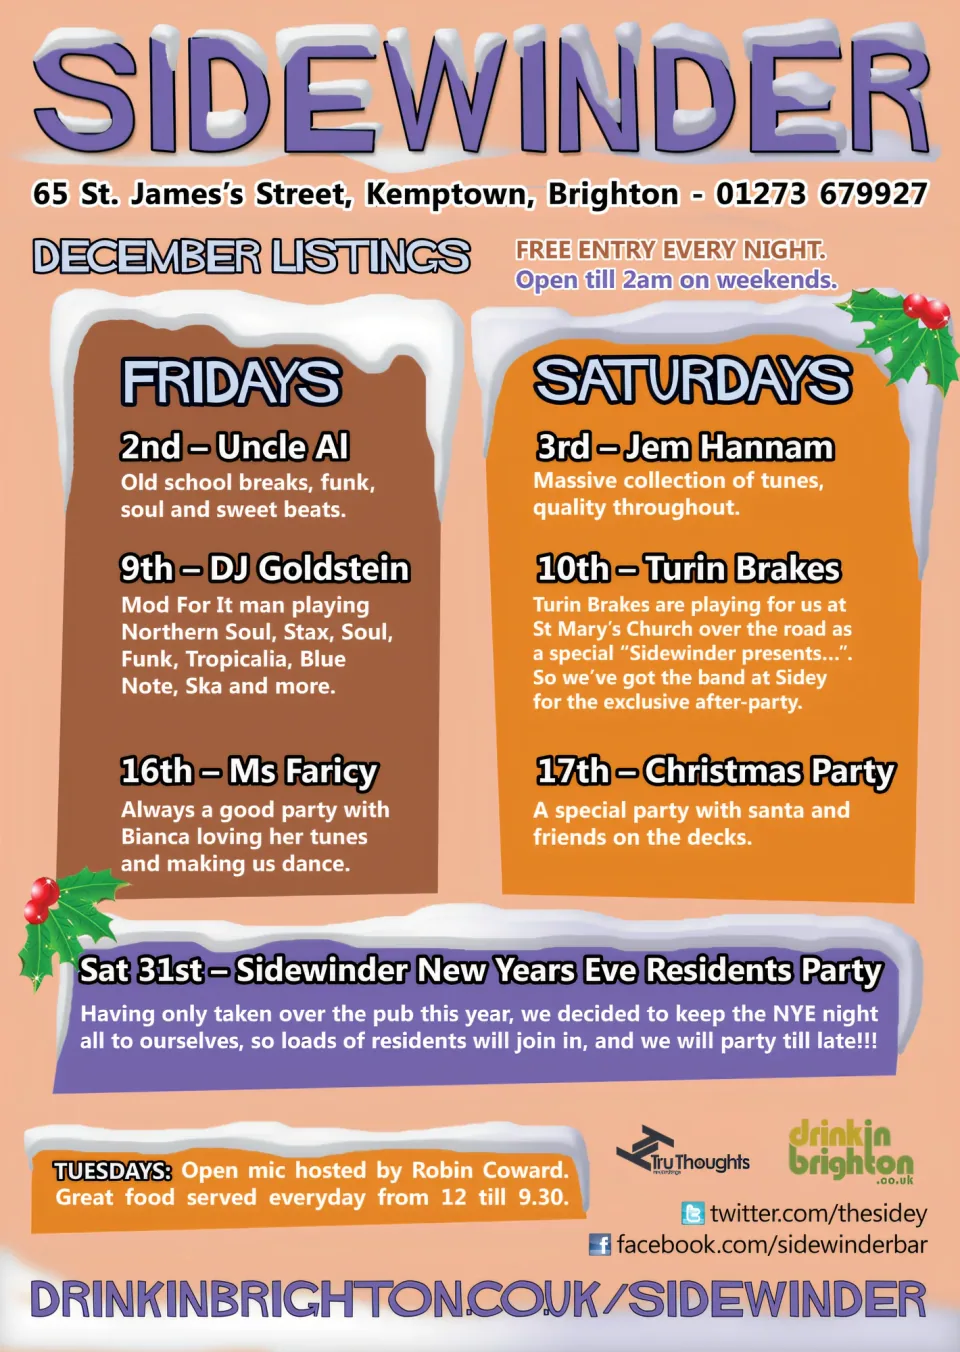 SIDEWINDER
65 St. James's Street, Kemptown, Brighton - 01273 679927
DECEMBER LISTINGS
FREE ENTRY EVERY NIGHT.
Open till 2am on weekends.
FRIDAYS
2nd – Uncle Al
Old school breaks, funk,
soul and sweet beats.
9th – DJ Goldstein
Mod For It man playing
Northern Soul, Stax, Soul,
Funk, Tropicalia, Blue
Note, Ska and more.
16th – Ms Faricy
Always a good party with
Bianca loving her tunes
and making us dance.
SATURDAYS
3rd – Jem Hannam
Massive collection of tunes,
quality throughout.
10th – Turin Brakes
Turin Brakes are playing for us at
St Mary's Church over the road as
a special “Sidewinder presents...”.
So we've got the band at Sidey
for the exclusive after-party.
17th – Christmas Party
A special party with santa and
friends on the decks.
Sat 31st – Sidewinder New Years Eve Residents Party
Having only taken over the pub this year, we decided to keep the NYE night
all to ourselves, so loads of residents will join in, and we will party till late!!!
TUESDAYS: Open mic hosted by Robin Coward.
Great food served everyday from 12 till 9.30.
Tru Thoughts
recordings
drinkin
brighton
.co.uk
twitter.com/thesidey
facebook.com/sidewinderbar
DRINKINBRIGHTON.CO.UK/SIDEWINDER